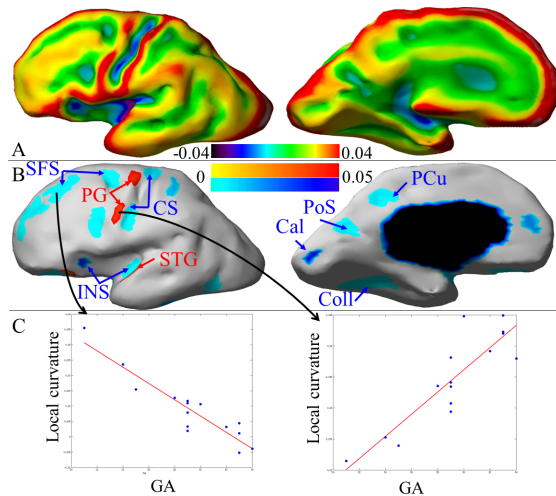 A
-0.04 0.04
B
0 0.05
SFS
PG
CS
STG
INS
PCu
PoS
Cal
Coll
C
Local curvature
GA
Local curvature
GA